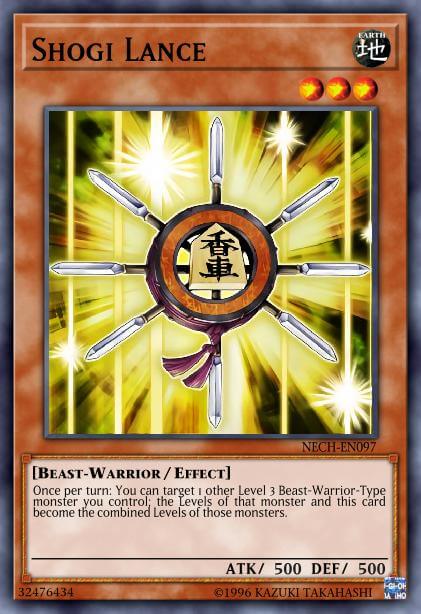 Shogi Lance
EARTH
地
香車
NECH-EN097
[Beast-Warrior / Effect]
Once per turn: You can target 1 other Level 3 Beast-Warrior-Type
monster you control; the Levels of that monster and this card
become the combined Levels of those monsters.
ATK/ 500 DEF/ 500
32476434
©1996 KAZUKI TAKAHASHI